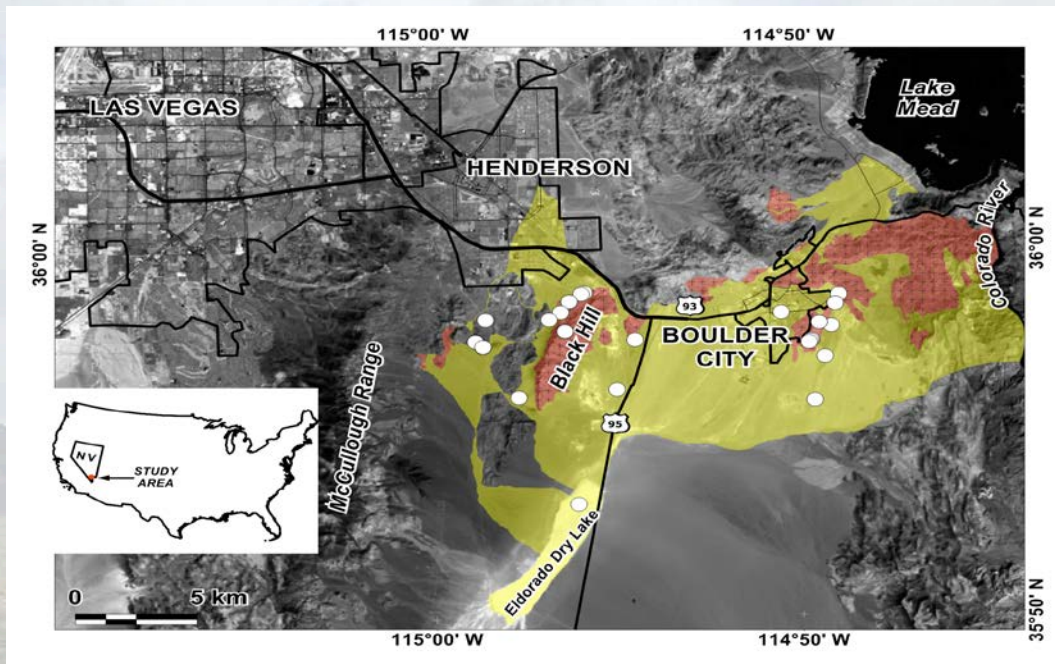 115°00' W
114°50' W
LAS VEGAS
Lake
Mead
HENDERSON
36°00' N
36°00' N
Colorado River
93
BOULDER
CITY
Black Hill
McCullough Range
95
NV
STUDY
AREA
Eldorado Dry Lake
0
5 km
35°50' N
115°00' W
114°50' W